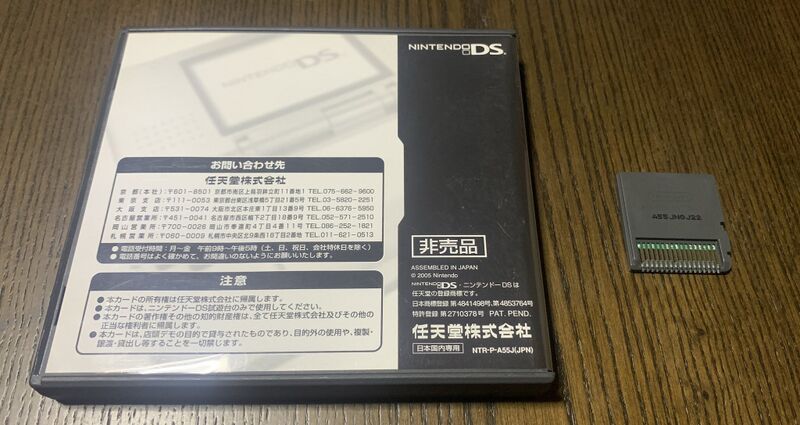 NINTENDO DS
お問い合わせ先
任天堂株式会社
京都(本社):〒601-8501 京都市南区上鳥羽鉾立町11番地1 TEL.075-662-9600
東京支店:〒111-0053 東京都台東区浅草橋5丁目21番5号 TEL.03-5820-2251
大阪支店:〒531-0074 大阪市北区本庄東1丁目13番9号 TEL.06-6376-5950
名古屋営業所:〒451-0041 名古屋市西区幅下2丁目18番9号 TEL.052-571-2510
岡山営業所:〒700-0026 岡山市奉還町4丁目4番11号 TEL.086-252-1821
札幌営業所:〒060-0009 札幌市中央区北9条西18丁目2番地 TEL.011-621-0513
●電話受付時間:月~金 午前9時~午後5時(土、日、祝日、会社特休日を除く)
●電話番号はよく確かめて、お間違いのないようにお願いいたします。
注意
●本カードの所有権は任天堂株式会社に帰属します。
●本カードは、ニンテンドーDS試遊台のみで使用してください。
●本カードの著作権その他の知的財産権は、全て任天堂株式会社及びその他の
正当な権利者に帰属します。
●本カードは、店頭デモの目的で貸与されたものであり、目的外の使用や、複製・
譲渡・貸出し等することを一切禁じます。
非売品
ASSEMBLED IN JAPAN
© 2005 Nintendo
NINTENDO DS・ニンテンドーDSは
任天堂の登録商標です。
日本商標登録第4841498号,第4853764号
特許登録 第2710378号 PAT. PEND.
任天堂株式会社
日本国内専用
NTR-P-A55J(JPN)
A55JN0J22